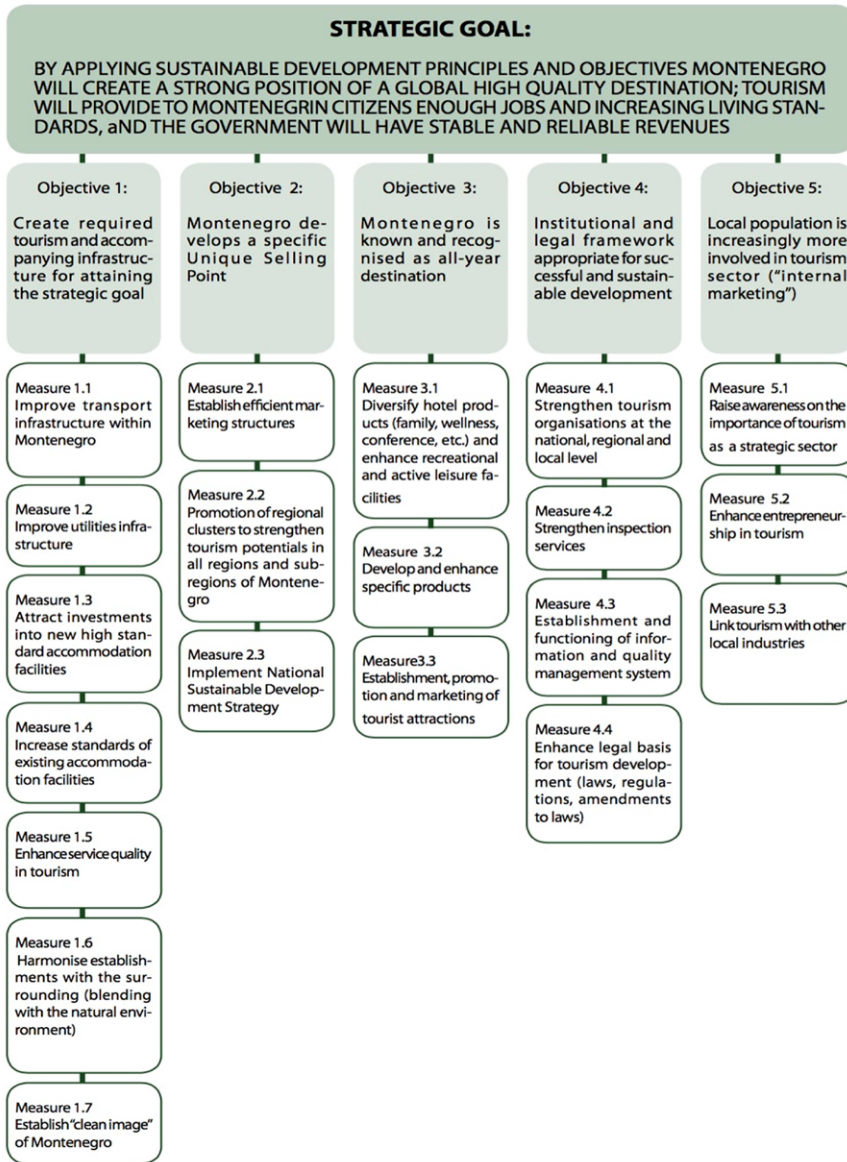 STRATEGIC GOAL:
BY APPLYING SUSTAINABLE DEVELOPMENT PRINCIPLES AND OBJECTIVES MONTENEGRO
WILL CREATE A STRONG POSITION OF A GLOBAL HIGH QUALITY DESTINATION; TOURISM
WILL PROVIDE TO MONTENEGRIN CITIZENS ENOUGH JOBS AND INCREASING LIVING STAN-
DARDS, aND THE GOVERNMENT WILL HAVE STABLE AND RELIABLE REVENUES
Objective 1:
Create required
tourism and accom-
panying infrastruc-
ture for attaining
the strategic goal
Measure 1.1
Improve transport
infrastructure within
Montenegro
Measure 1.2
Improve utilities infra-
structure
Measure 1.3
Attract investments
into new high stan-
dard accommodation
facilities
Measure 1.4
Increase standards of
existing accommoda-
tion facilities
Measure 1.5
Enhance service quality
in tourism
Measure 1.6
Harmonise establish-
ments with the sur-
rounding (blending
with the natural envi-
ronment)
Measure 1.7
Establish "clean image"
of Montenegro
Objective 2:
Montenegro de-
velops a specific
Unique Selling
Point
Measure 2.1
Establish efficient mar-
keting structures
Measure 2.2
Promotion of regional
clusters to strengthen
tourism potentials in
all regions and sub-
regions of Montene-
gro
Measure 2.3
Implement National
Sustainable Develop-
ment Strategy
Objective 3:
Montenegro is
known and recog-
nised as all-year
destination
Measure 3.1
Diversify hotel prod-
ucts (family, wellness,
conference, etc.) and
enhance recreational
and active leisure fa-
cilities
Measure 3.2
Develop and enhance
specific products
Measure3.3
Establishment, promo-
tion and marketing of
tourist attractions
Objective 4:
Institutional and
legal framework
appropriate for suc-
cessful and sustain-
able development
Measure 4.1
Strengthen tourism
organisations at the
national, regional and
local level
Measure 4.2
Strengthen inspection
services
Measure 4.3
Establishment and
functioning of infor-
mation and quality
management system
Measure 4.4
Enhance legal basis
for tourism develop-
ment (laws, regula-
tions, amendments
to laws)
Objective 5:
Local population is
increasingly more
involved in tourism
sector ("internal
marketing")
Measure 5.1
Raise awareness on the
importance of tourism
as a strategic sector
Measure 5.2
Enhance entrepreneur-
ship in tourism
Measure 5.3
Link tourism with other
local industries